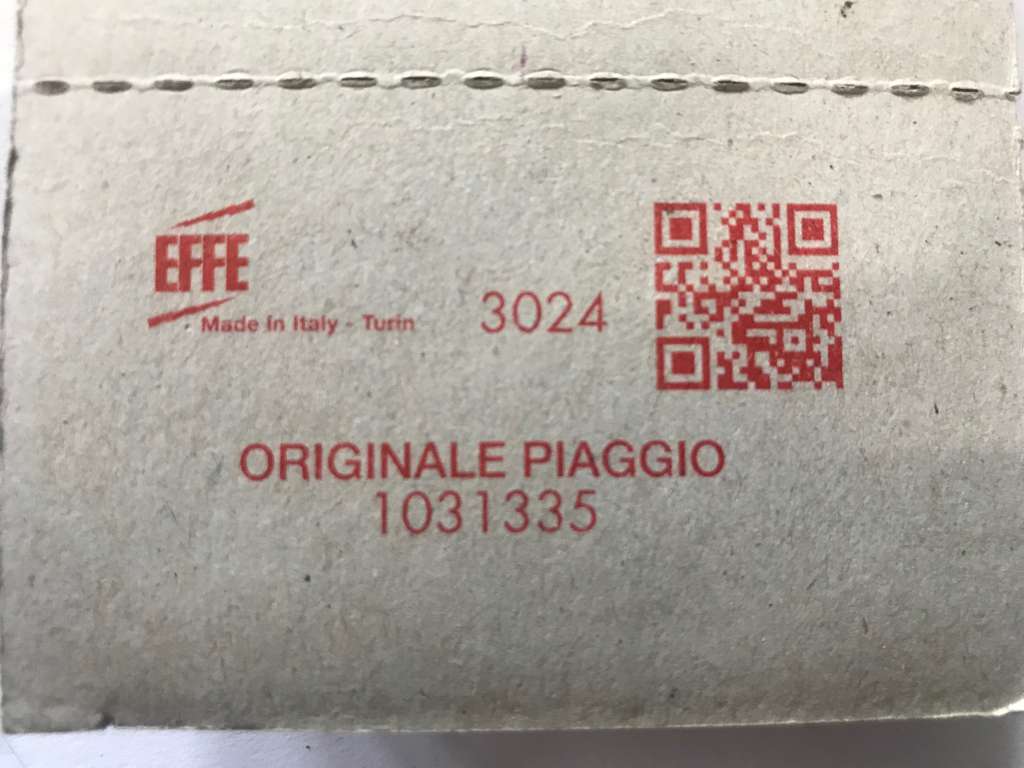 EFFE
Made in Italy - Turin
3024
ORIGINALE PIAGGIO
1031335